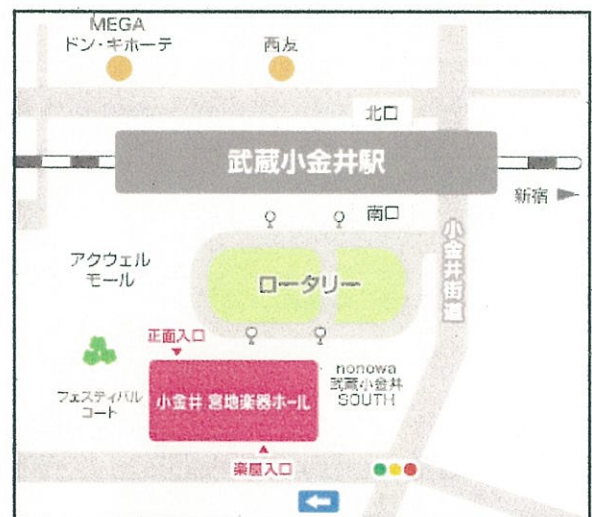 MEGA
ドン・キホーテ
西友
北口
武蔵小金井駅
新宿
南口
小金井街道
アクウェル
モール
ロータリー
正面入口
nonowa
武蔵小金井
SOUTH
フェスティバル
コート
小金井 宮地楽器ホール
楽屋入口